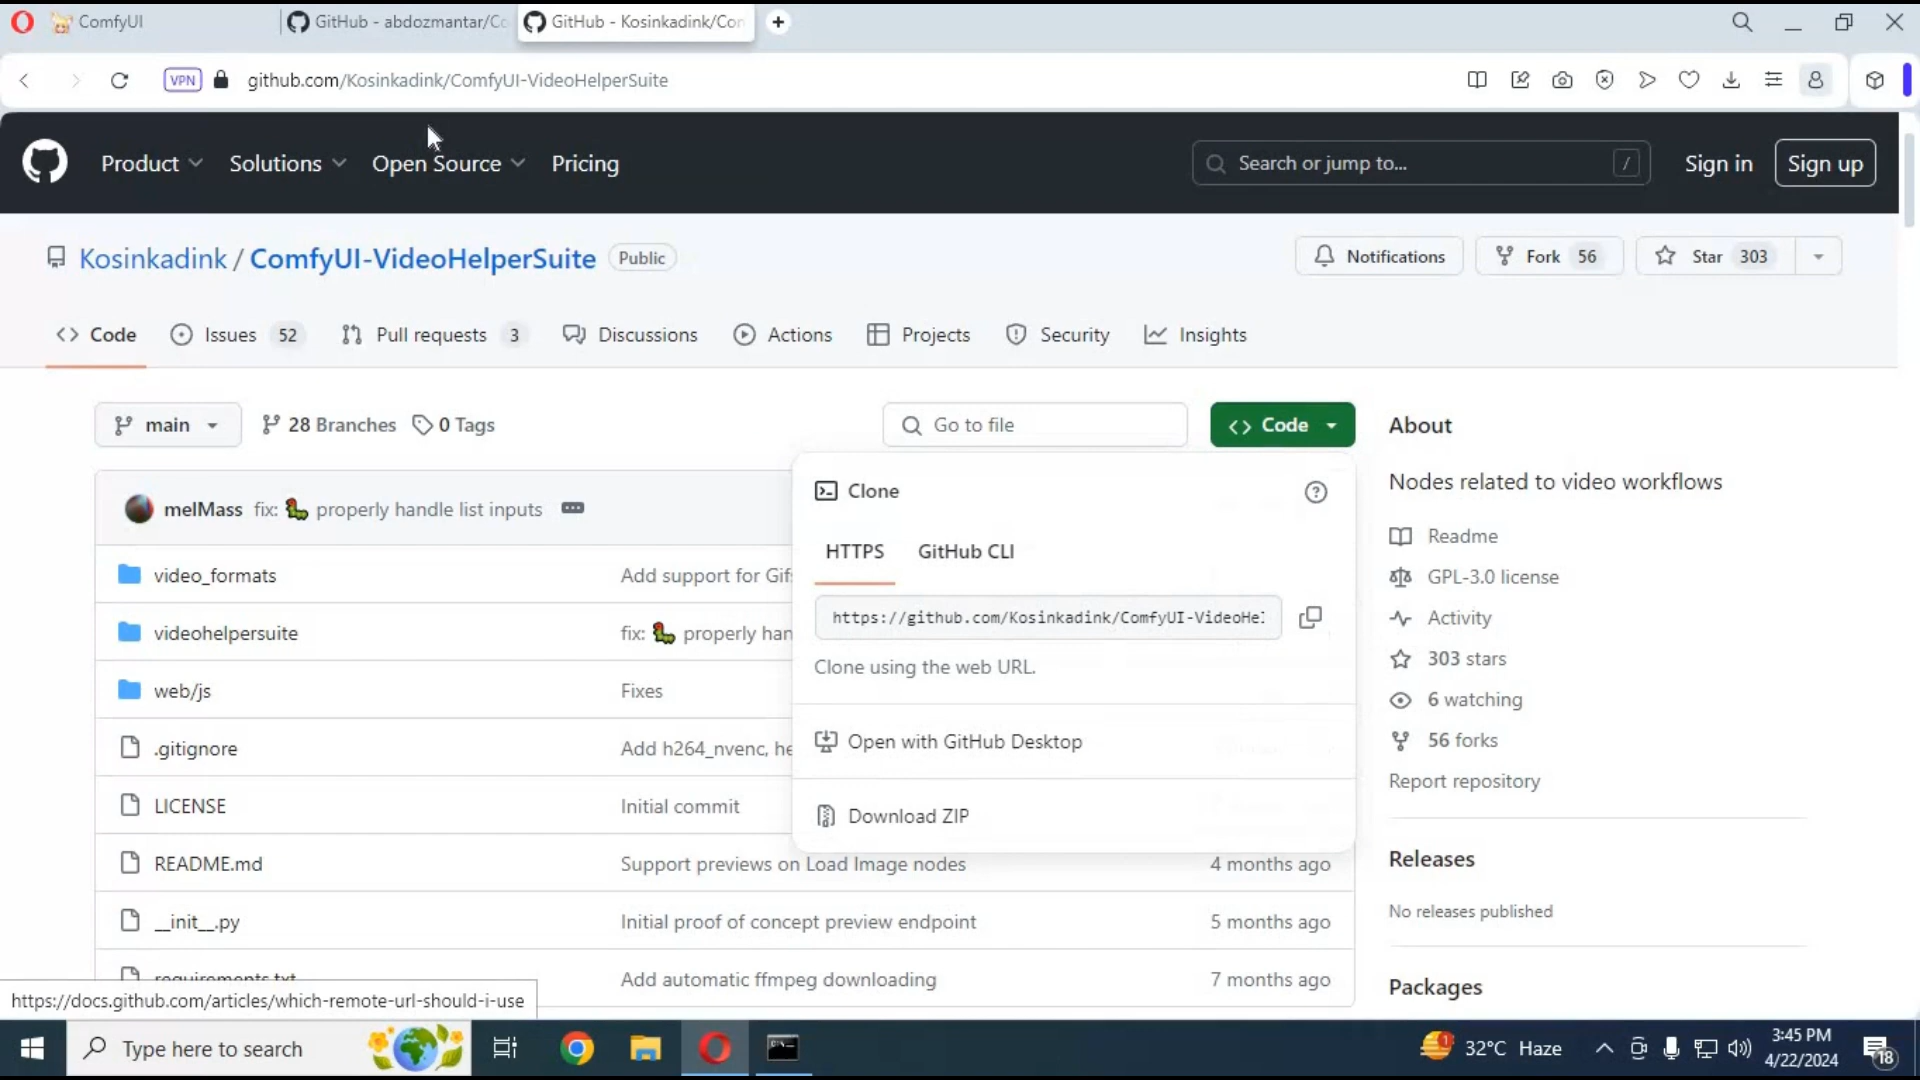 ComfyUI
GitHub - abdozmantar/Co
GitHub - Kosinkadink/Con
VPN
github.com/Kosinkadink/ComfyUI-VideoHelperSuite
Product
Solutions
Open Source
Pricing
Search or jump to...
/
Sign in
Sign up
Kosinkadink / ComfyUI-VideoHelperSuite
Public
Notifications
Fork 56
Star 303
Code
Issues 52
Pull requests 3
Discussions
Actions
Projects
Security
Insights
main
28 Branches
0 Tags
Go to file
Code
melMass fix: properly handle list inputs
video_formats
Add support for Gifs
videohelpersuite
fix: properly han
web/js
Fixes
.gitignore
Add h264_nvenc, he
LICENSE
Initial commit
README.md
Support previews on Load Image nodes
4 months ago
__init__.py
Initial proof of concept preview endpoint
5 months ago
requirements.txt
Add automatic ffmpeg downloading
7 months ago
Clone
HTTPS
GitHub CLI
https://github.com/Kosinkadink/ComfyUI-VideoHel
Clone using the web URL.
Open with GitHub Desktop
Download ZIP
About
Nodes related to video workflows
Readme
GPL-3.0 license
Activity
303 stars
6 watching
56 forks
Report repository
Releases
No releases published
Packages
https://docs.github.com/articles/which-remote-url-should-i-use
Type here to search
1
32°C Haze
3:45 PM
4/22/2024
18